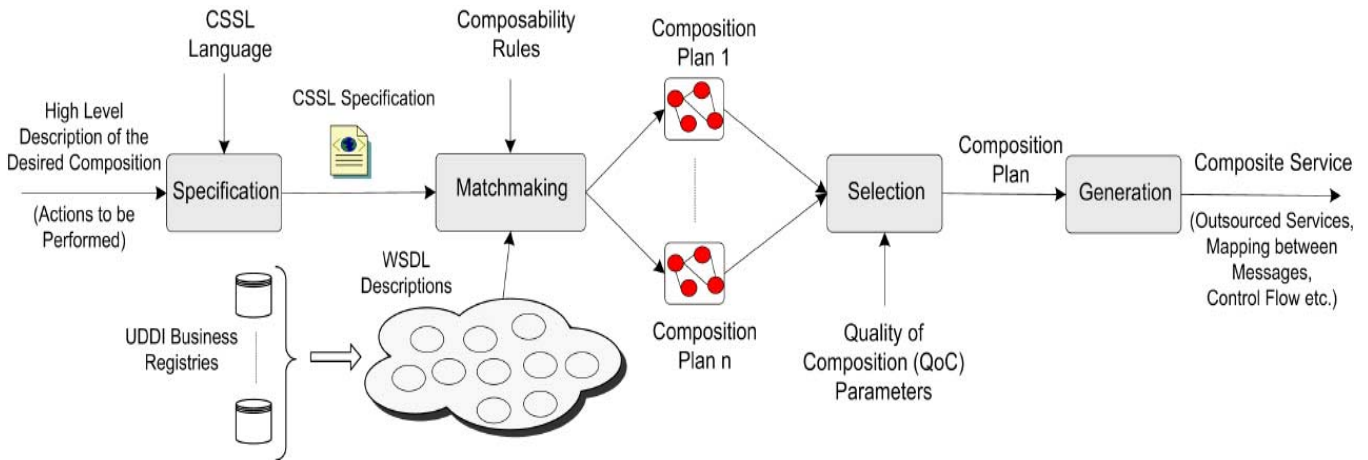 CSSL
Language
High Level
Description of the
Desired Composition
(Actions to be
Performed)
Specification
CSSL Specification
Composability
Rules
Matchmaking
UDDI Business
Registries
WSDL
Descriptions
Composition
Plan 1
Composition
Plan n
Selection
Quality of
Composition (QoC)
Parameters
Composition
Plan
Generation
Composite Service
(Outsourced Services,
Mapping between
Messages,
Control Flow etc.)